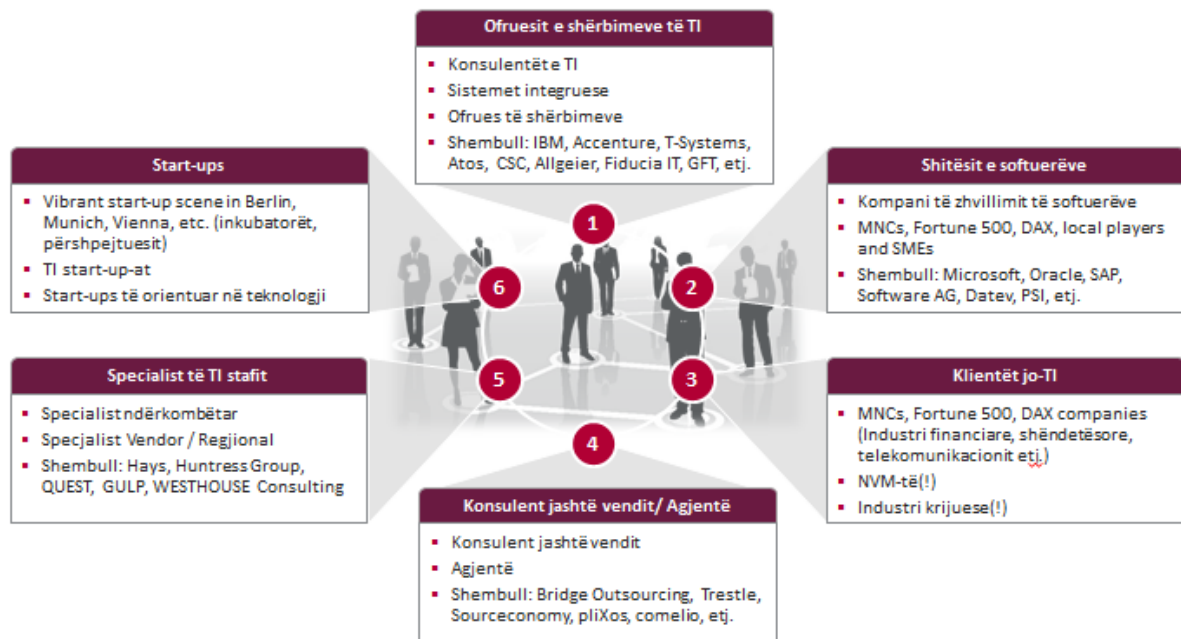 Ofruesit e shërbimeve të TI
Konsulentët e TI
Sistemet integruese
Ofrues të shërbimeve
Shembull: IBM, Accenture, T-Systems,
Atos, CSC, Allgeier, Fiducia IT, GFT, etj.
1
Shitësit e softuerëve
Kompani të zhvillimit të softuerëve
MNCs, Fortune 500, DAX, local players
and SMEs
Shembull: Microsoft, Oracle, SAP,
Software AG, Datev, PSI, etj.
2
Klientët jo-TI
MNCs, Fortune 500, DAX companies
(Industri financiare, shëndetësore,
telekomunikacionit etj.)
NVM-të(!)
Industri krijuese(!)
3
Konsulent jashtë vendit/ Agjentë
Konsulent jashtë vendit
Agjentë
Shembull: Bridge Outsourcing, Trestle,
Sourceconomy, pliXos, comelio, etj.
4
Specialist të TI stafit
Specialist ndërkombëtar
Specjalist Vendor / Regjional
Shembull: Hays, Huntress Group,
QUEST, GULP, WESTHOUSE Consulting
5
Start-ups
Vibrant start-up scene in Berlin,
Munich, Vienna, etc. (inkubatorët,
përshpejtuesit)
TI start-up-at
Start-ups të orientuar në teknologji
6